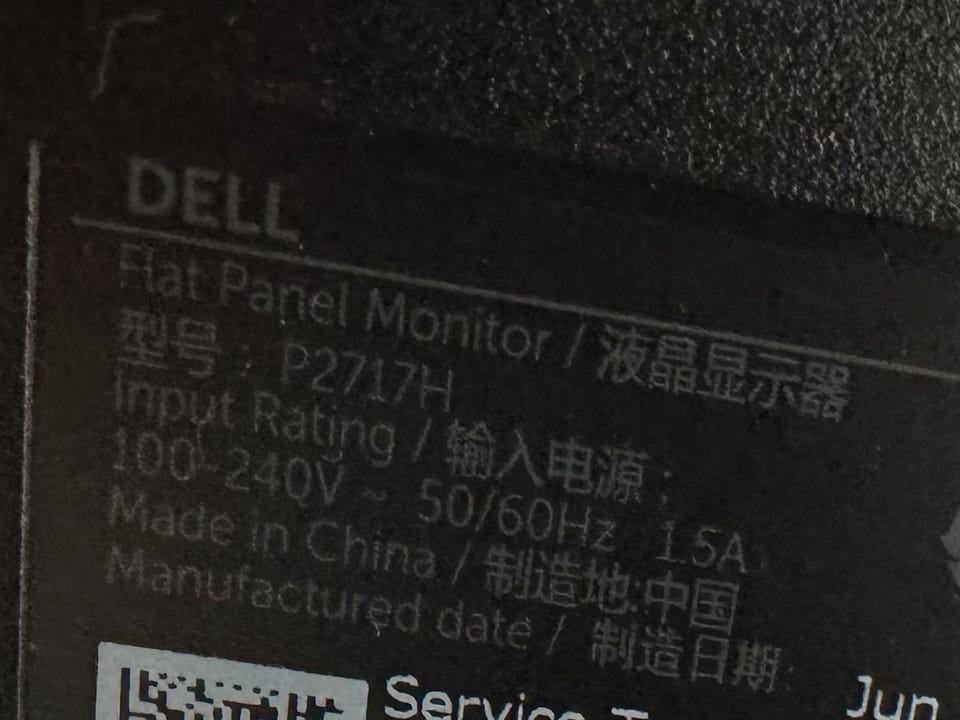 DELL
Flat Panel Monitor / 液晶显示器
型号: P2717H
Input Rating / 输入电源:
100-240V ~ 50/60Hz 1.5A
Made in China / 制造地:中国
Manufactured date / 制造日期:
Service Jun